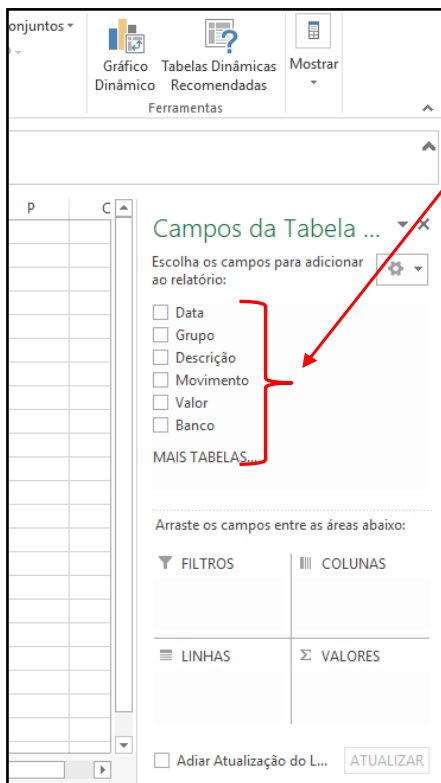 onjuntos
Gráfico Dinâmico
Tabelas Dinâmicas Recomendadas
Mostrar
Ferramentas
P
Campos da Tabela ...
Escolha os campos para adicionar
ao relatório:
Data
Grupo
Descrição
Movimento
Valor
Banco
MAIS TABELAS...
Arraste os campos entre as áreas abaixo:
FILTROS
COLUNAS
LINHAS
Σ VALORES
Adiar Atualização do L...
ATUALIZAR